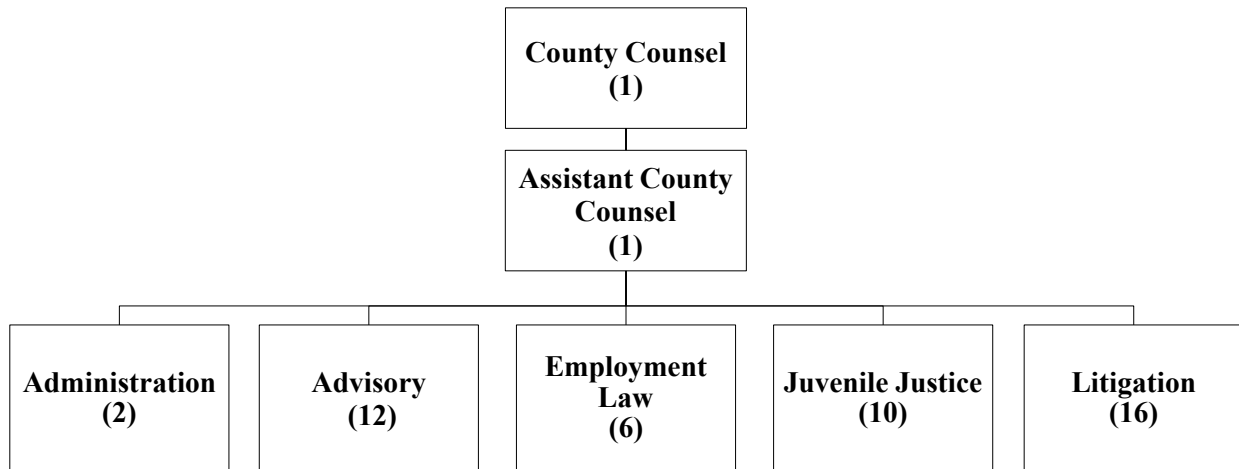 County Counsel
(1)
Assistant County
Counsel
(1)
Administration
(2)
Advisory
(12)
Employment
Law
(6)
Juvenile Justice
(10)
Litigation
(16)